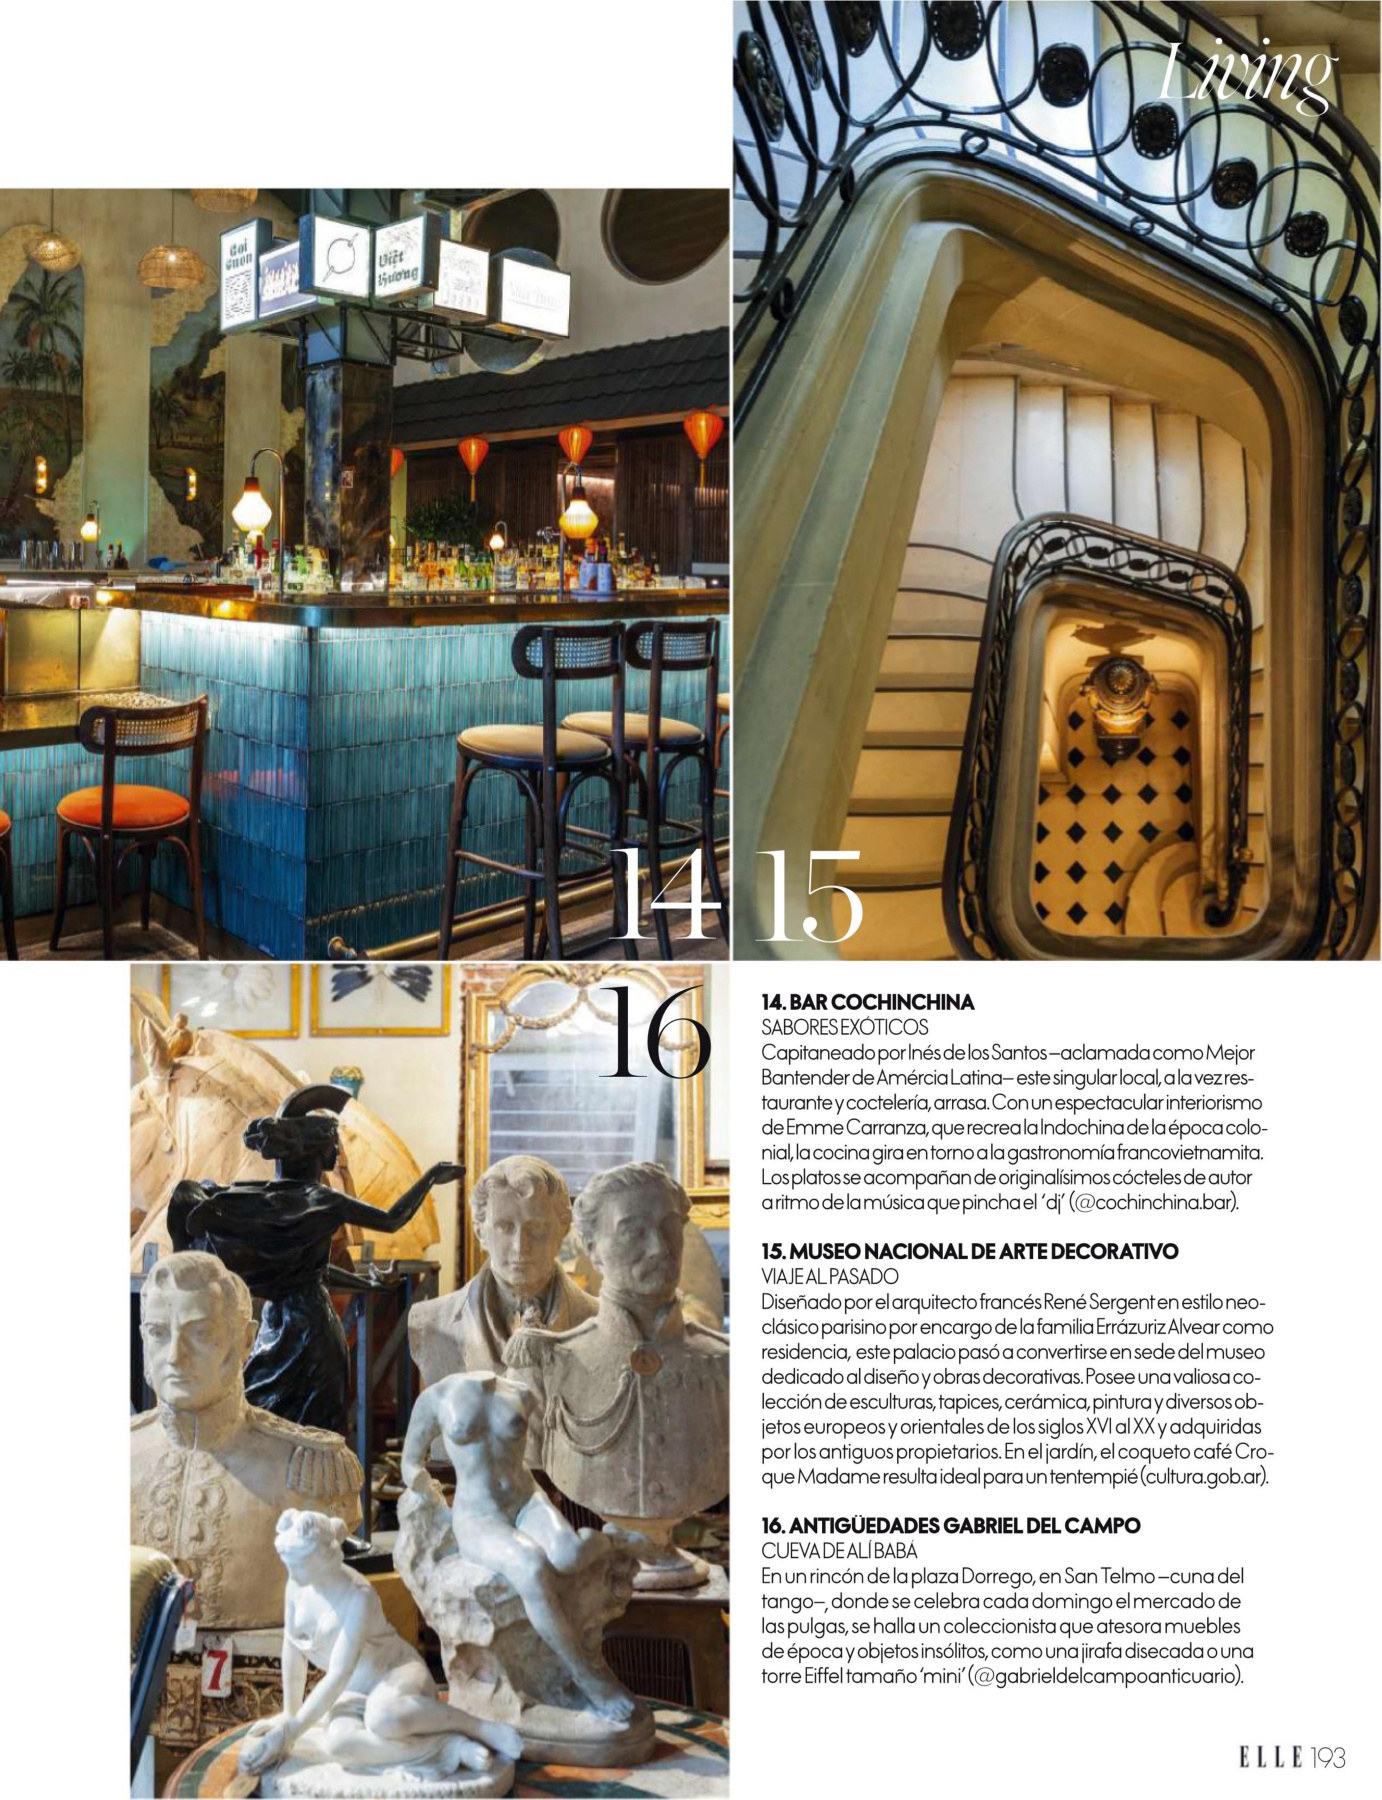 Living
Goi
Cuon
Việt
Hương
14
15
16
7
14. BAR COCHINCHINA
SABORES EXÓTICOS
Capitaneado por Inés de los Santos –aclamada como Mejor
Bantender de Amércia Latina– este singular local, a la vez res-
taurante y coctelería, arrasa. Con un espectacular interiorismo
de Emme Carranza, que recrea la Indochina de la época colo-
nial, la cocina gira en torno a la gastronomía francovietnamita.
Los platos se acompañan de originalísimos cócteles de autor
a ritmo de la música que pincha el ‘dj’ (@cochinchina.bar).
15. MUSEO NACIONAL DE ARTE DECORATIVO
VIAJE AL PASADO
Diseñado por el arquitecto francés René Sergent en estilo neo-
clásico parisino por encargo de la familia Errázuriz Alvear como
residencia, este palacio pasó a convertirse en sede del museo
dedicado al diseño y obras decorativas. Posee una valiosa co-
lección de esculturas, tapices, cerámica, pintura y diversos ob-
jetos europeos y orientales de los siglos XVI al XX y adquiridas
por los antiguos propietarios. En el jardín, el coqueto café Cro-
que Madame resulta ideal para un tentempié (cultura.gob.ar).
16. ANTIGÜEDADES GABRIEL DEL CAMPO
CUEVA DE ALÍ BABÁ
En un rincón de la plaza Dorrego, en San Telmo –cuna del
tango–, donde se celebra cada domingo el mercado de
las pulgas, se halla un coleccionista que atesora muebles
de época y objetos insólitos, como una jirafa disecada o una
torre Eiffel tamaño ‘mini’ (@gabrieldelcampoanticuario).
ELLE 193